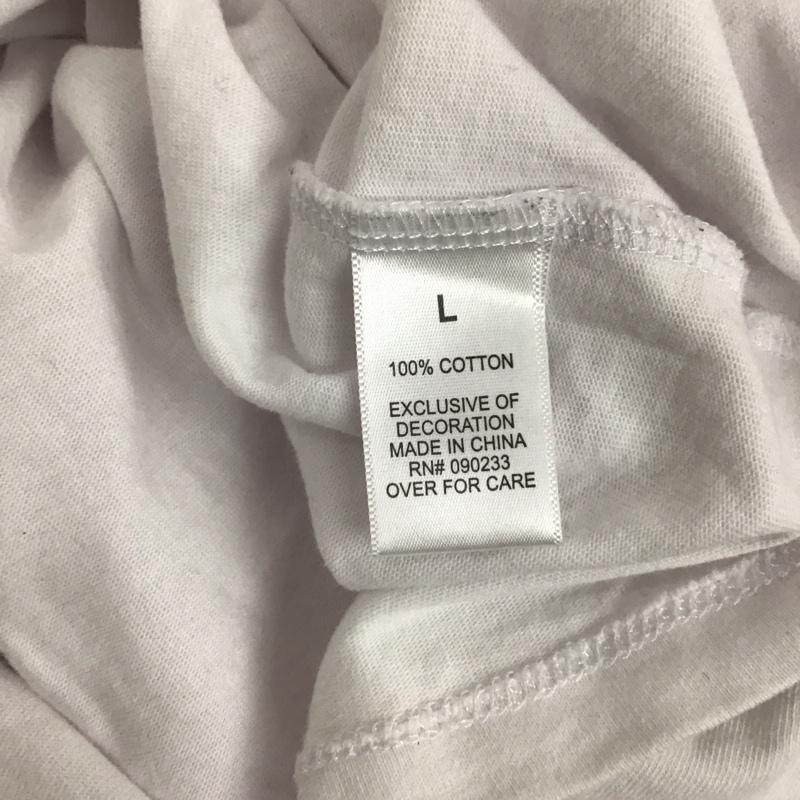 L
100% COTTON
EXCLUSIVE OF
DECORATION
MADE IN CHINA
RN# 090233
OVER FOR CARE